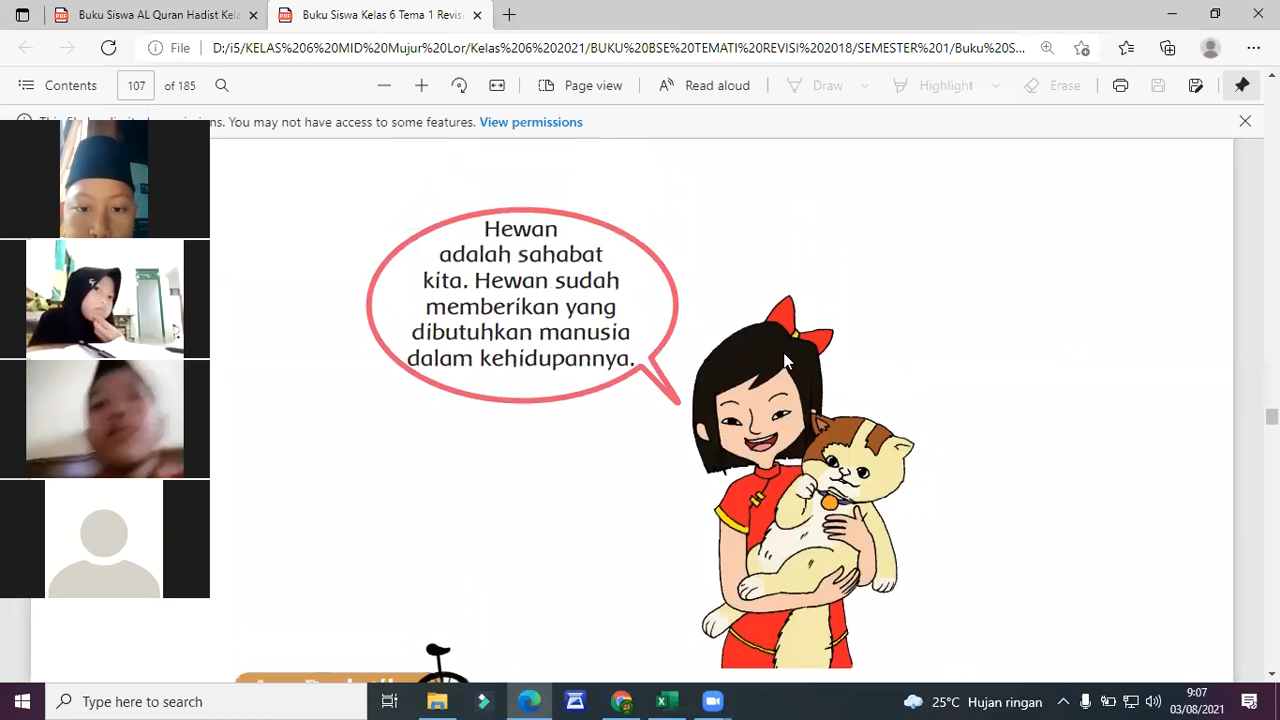 Buku Siswa AL Quran Hadist Kela
Buku Siswa Kelas 6 Tema 1 Revis
File
D:/i5/KELAS%206%20MID%20Mujur%20Lor/Kelas%206%202021/BUKU%20BSE%20TEMATI%20REVISI%202018/SEMESTER%201/Buku%20S...
Contents
107
of 185
Page view
Read aloud
Draw
Highlight
Erase
You may not have access to some features. View permissions
Hewan
adalah sahabat
kita. Hewan sudah
memberikan yang
dibutuhkan manusia
dalam kehidupannya.
Type here to search
25°C Hujan ringan
9:07
03/08/2021